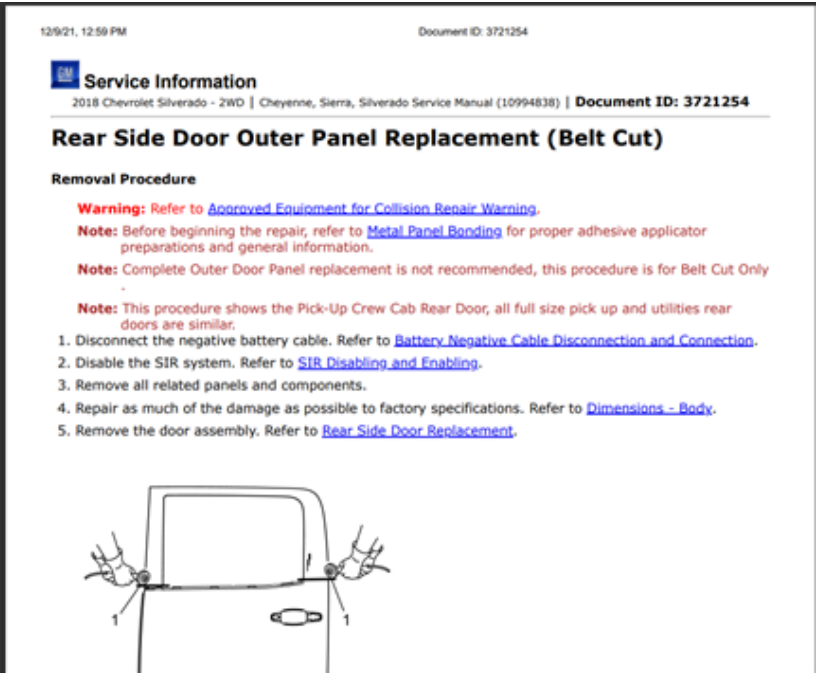 12/9/21, 12:59 PM Document ID: 3721254
GM Service Information
2018 Chevrolet Silverado - 2WD | Cheyenne, Sierra, Silverado Service Manual (10994838) | Document ID: 3721254
Rear Side Door Outer Panel Replacement (Belt Cut)
Removal Procedure
Warning: Refer to Approved Equipment for Collision Repair Warning.
Note: Before beginning the repair, refer to Metal Panel Bonding for proper adhesive applicator
preparations and general information.
Note: Complete Outer Door Panel replacement is not recommended, this procedure is for Belt Cut Only
.
Note: This procedure shows the Pick-Up Crew Cab Rear Door, all full size pick up and utilities rear
doors are similar.
1. Disconnect the negative battery cable. Refer to Battery Negative Cable Disconnection and Connection.
2. Disable the SIR system. Refer to SIR Disabling and Enabling.
3. Remove all related panels and components.
4. Repair as much of the damage as possible to factory specifications. Refer to Dimensions - Body.
5. Remove the door assembly. Refer to Rear Side Door Replacement.
1 1